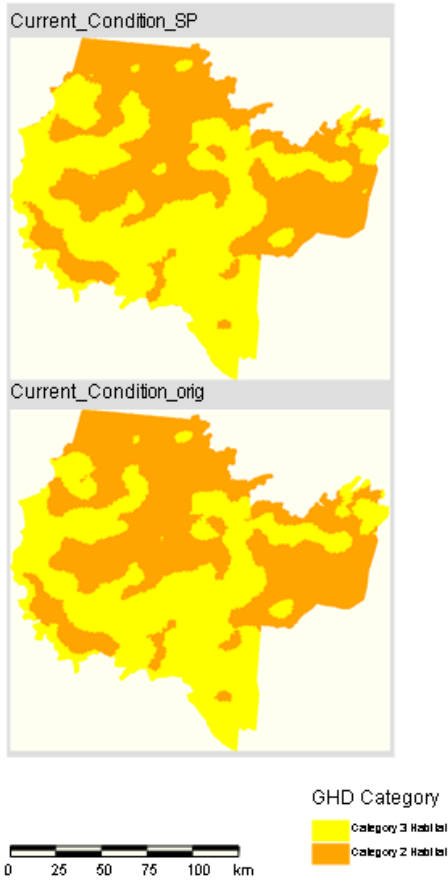 Current_Condition_SP
Current_Condition_orig
GHD Category
Category 3 Habitat
Category 2 Habitat
0 25 50 75 100 km